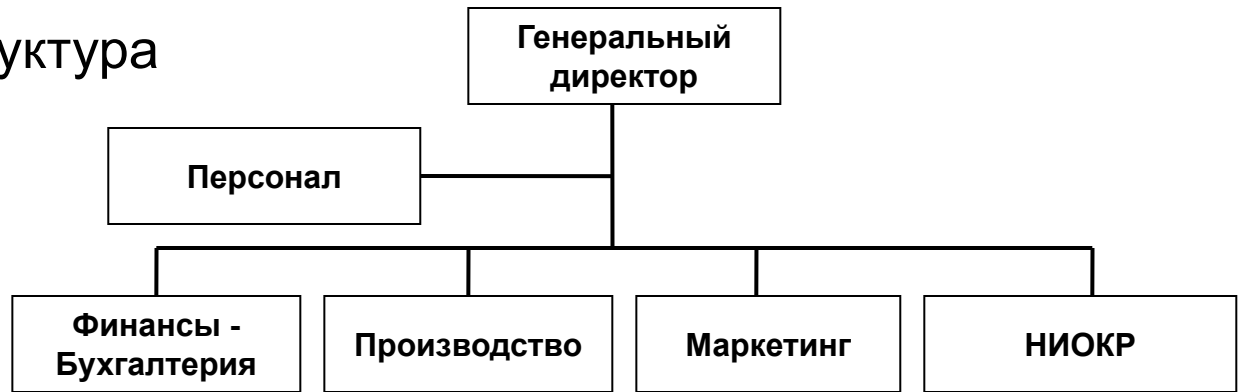 уктура
Генеральный
директор
Персонал
Финансы -
Бухгалтерия
Производство
Маркетинг
НИОКР